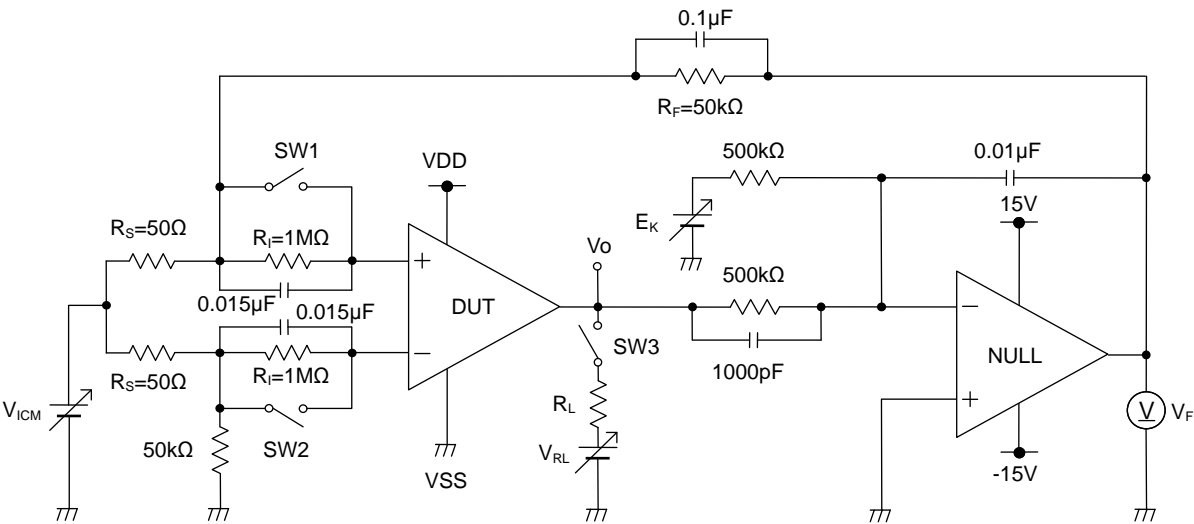 0.1μF
R_F=50kΩ
SW1
VDD
500kΩ
0.01μF
15V
E_K
R_S=50Ω
R_I=1MΩ
Vo
500kΩ
0.015μF
0.015μF
+
DUT
−
−
NULL
+
SW3
1000pF
R_S=50Ω
R_I=1MΩ
V_ICM
R_L
V
V_F
50kΩ
SW2
V_RL
VSS
-15V